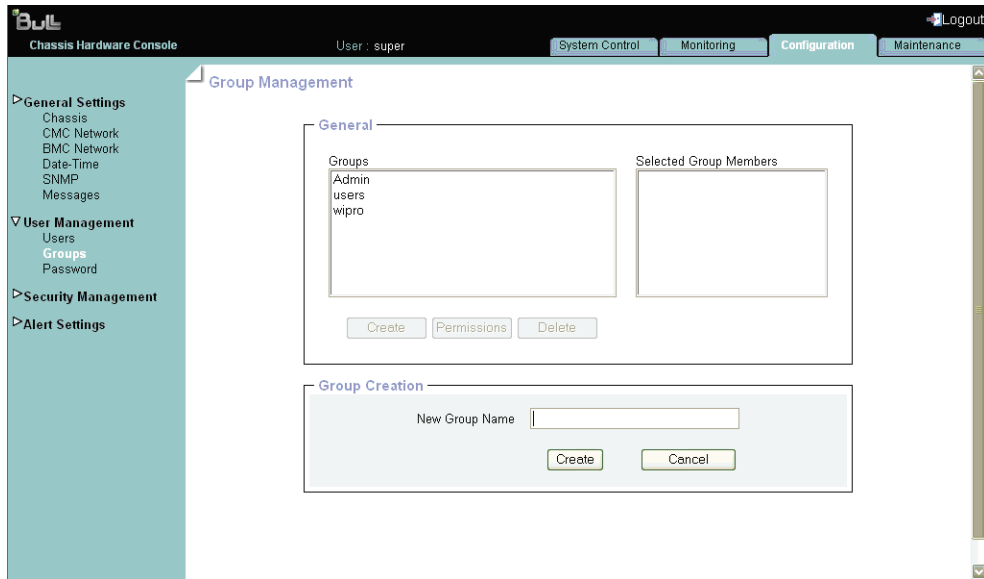 Bull
Logout
Chassis Hardware Console
User : super
System Control
Monitoring
Configuration
Maintenance
General Settings
Chassis
CMC Network
BMC Network
Date-Time
SNMP
Messages
User Management
Users
Groups
Password
Security Management
Alert Settings
Group Management
General
Groups
Selected Group Members
Admin
users
wipro
Create
Permissions
Delete
Group Creation
New Group Name
Create
Cancel